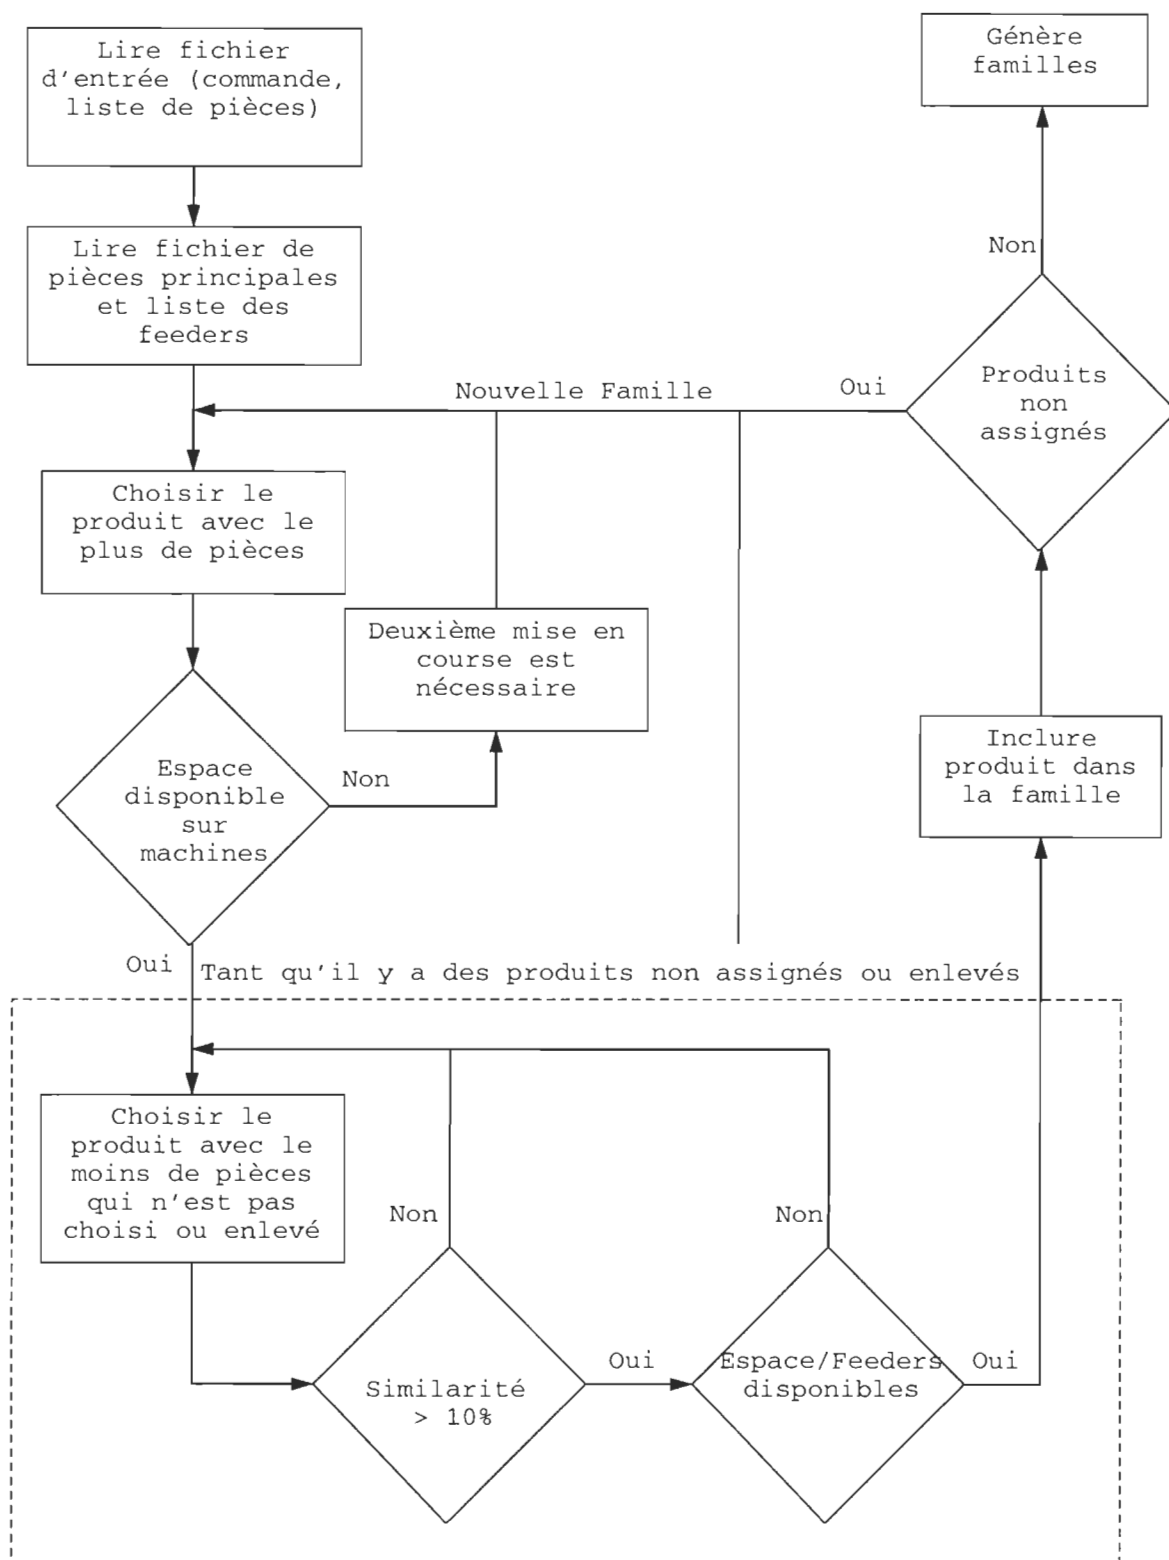 Lire fichier
d'entrée (commande,
liste de pièces)
Génère
familles
Lire fichier de
pièces principales
et liste des
feeders
Non
Nouvelle Famille
Oui
Produits
non
assignés
Choisir le
produit avec le
plus de pièces
Deuxième mise en
course est
nécessaire
Espace
disponible
sur
machines
Non
Inclure
produit dans
la famille
Oui
Tant qu'il y a des produits non assignés ou enlevés
Choisir le
produit avec le
moins de pièces
qui n'est pas
choisi ou enlevé
Non
Non
Similarité
> 10%
Oui
Espace/Feeders
disponibles
Oui